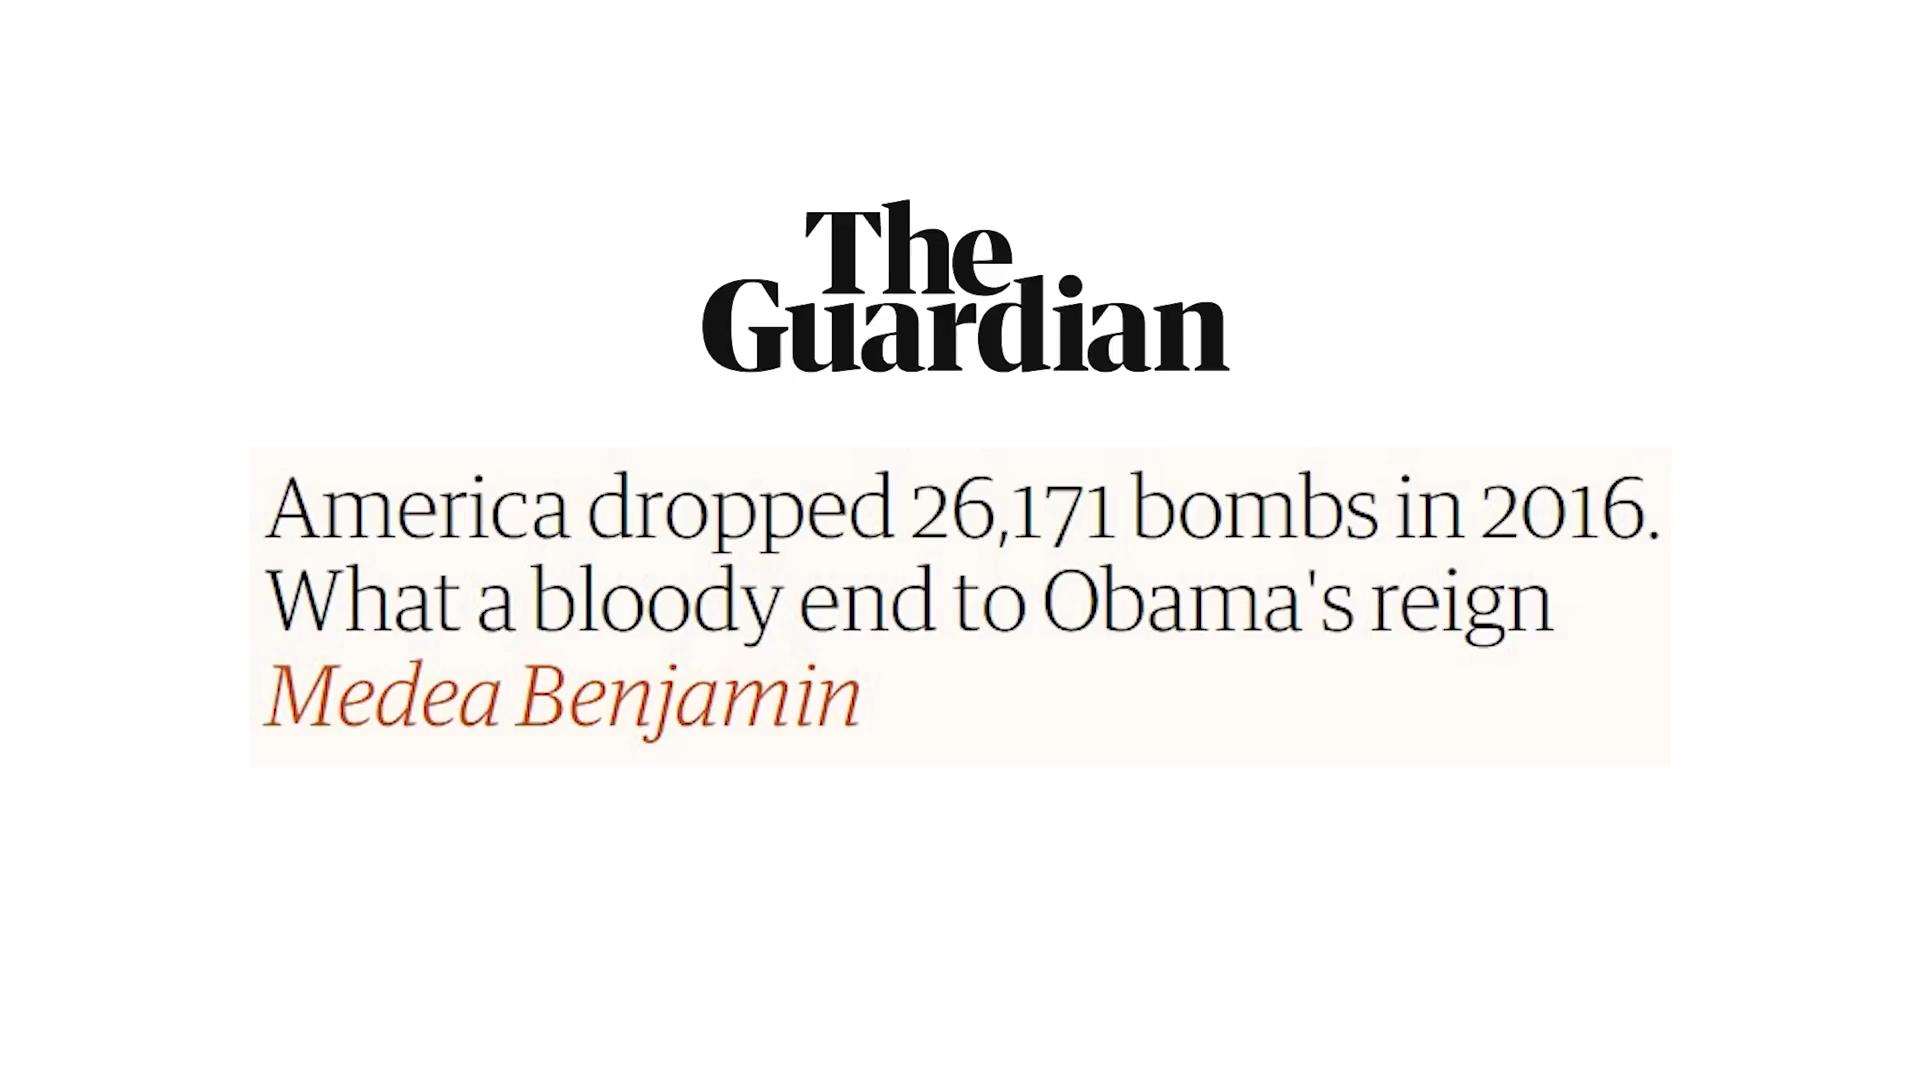 The
Guardian
America dropped 26,171 bombs in 2016.
What a bloody end to Obama's reign
Medea Benjamin